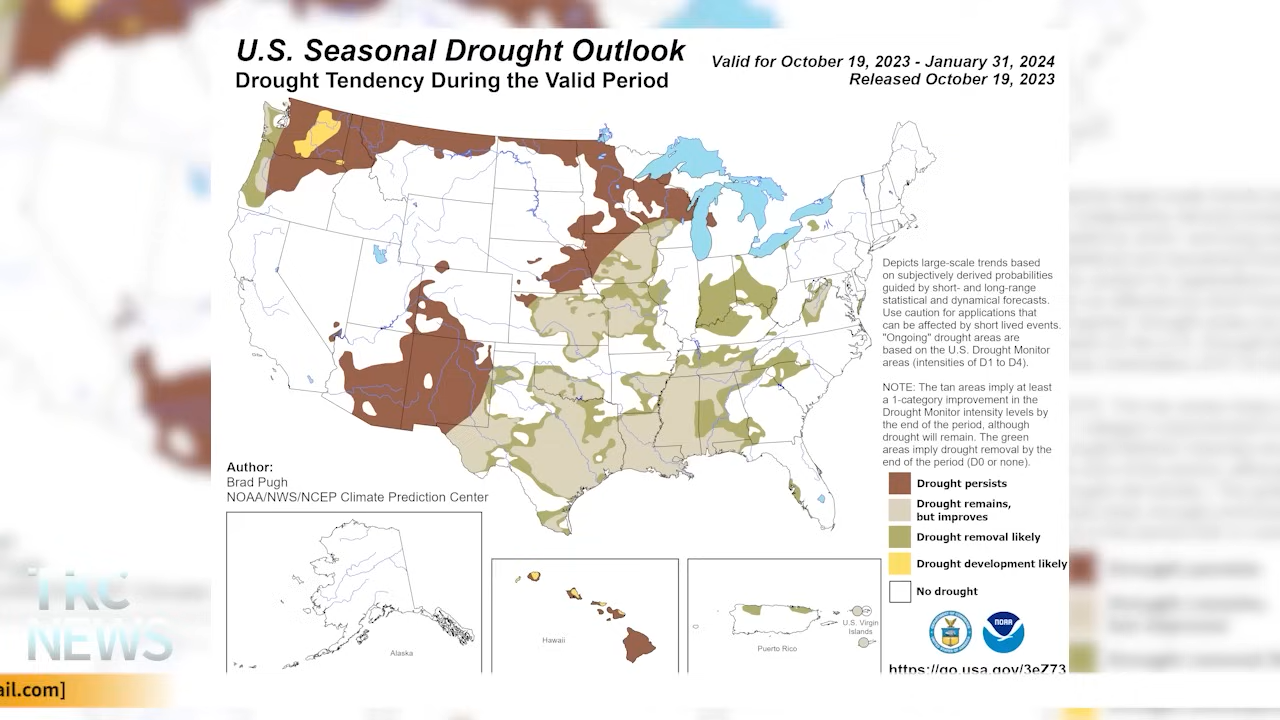 U.S. Seasonal Drought Outlook
Drought Tendency During the Valid Period
Valid for October 19, 2023 - January 31, 2024
Released October 19, 2023
Depicts large-scale trends based
on subjectively derived probabilities
guided by short- and long-range
statistical and dynamical forecasts.
Use caution for applications that
can be affected by short lived events.
"Ongoing" drought areas are
based on the U.S. Drought Monitor
areas (intensities of D1 to D4).
NOTE: The tan areas imply at least
a 1-category improvement in the
Drought Monitor intensity levels by
the end of the period, although
drought will remain. The green
areas imply drought removal by the
end of the period (D0 or none).
Author:
Brad Pugh
NOAA/NWS/NCEP Climate Prediction Center
Drought persists
Drought remains,
but improves
Drought removal likely
Drought development likely
No drought
Alaska
Hawaii
Puerto Rico
U.S. Virgin
Islands
NOAA
https://go.usa.gov/3eZ73
TKC
NEWS
ail.com]